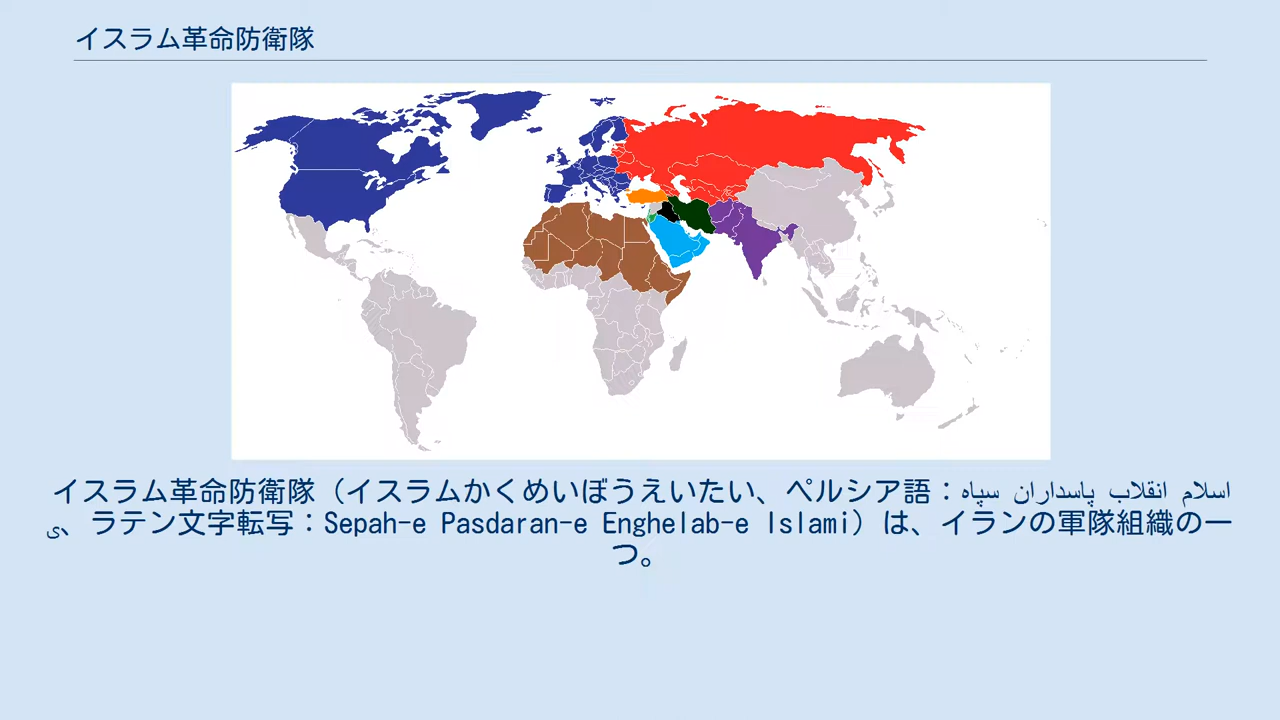 イスラム革命防衛隊
イスラム革命防衛隊（イスラムかくめいぼうえいたい、ペルシア語：اسلام انقلاب پاسداران سپاه
ی、ラテン文字転写：Sepah-e Pasdaran-e Enghelab-e Islami）は、イランの軍隊組織の一
つ。